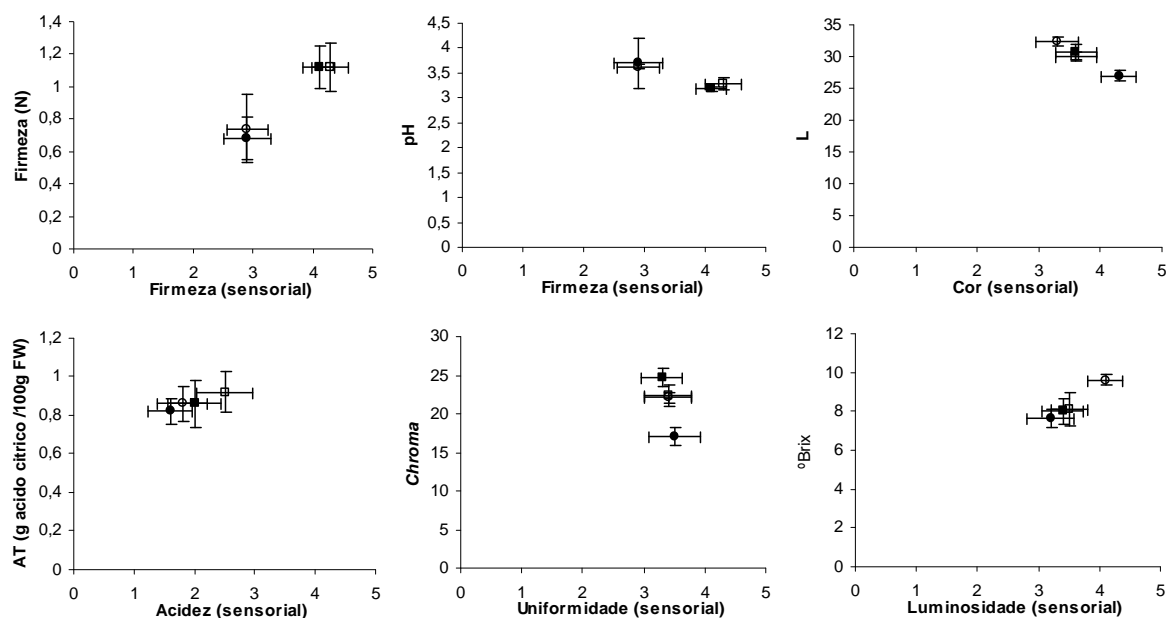 1,4
1,2
1
0,8
0,6
0,4
0,2
0
Firmeza (N)
0 1 2 3 4 5
Firmeza (sensorial)
4,5
4
3,5
3
2,5
2
1,5
1
0,5
0
pH
0 1 2 3 4 5
Firmeza (sensorial)
40
35
30
25
20
15
10
5
0
L
0 1 2 3 4 5
Cor (sensorial)
1,2
1
0,8
0,6
0,4
0,2
0
AT (g acido citrico /100g FW)
0 1 2 3 4 5
Acidez (sensorial)
30
25
20
15
10
5
0
Chroma
0 1 2 3 4 5
Uniformidade (sensorial)
12
10
8
6
4
2
0
ºBrix
0 1 2 3 4 5
Luminosidade (sensorial)